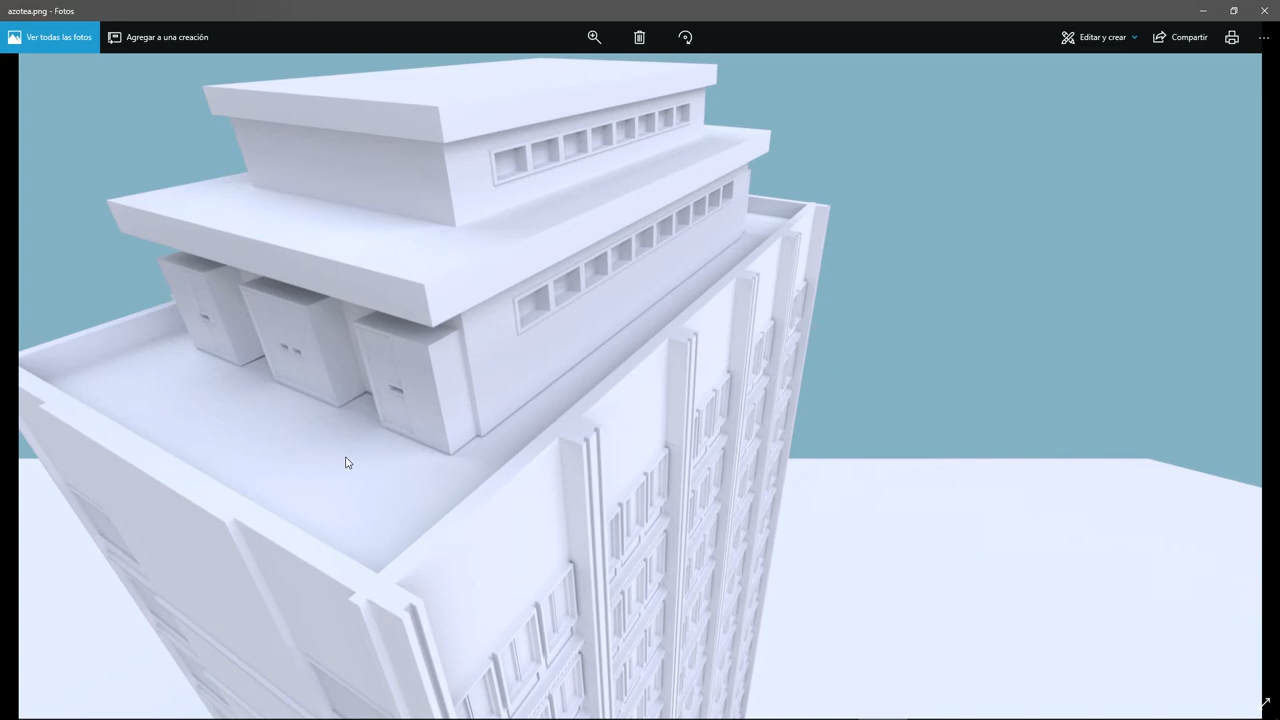 azotea.png - Fotos
Ver todas las fotos
Agregar a una creación
Editar y crear
Compartir